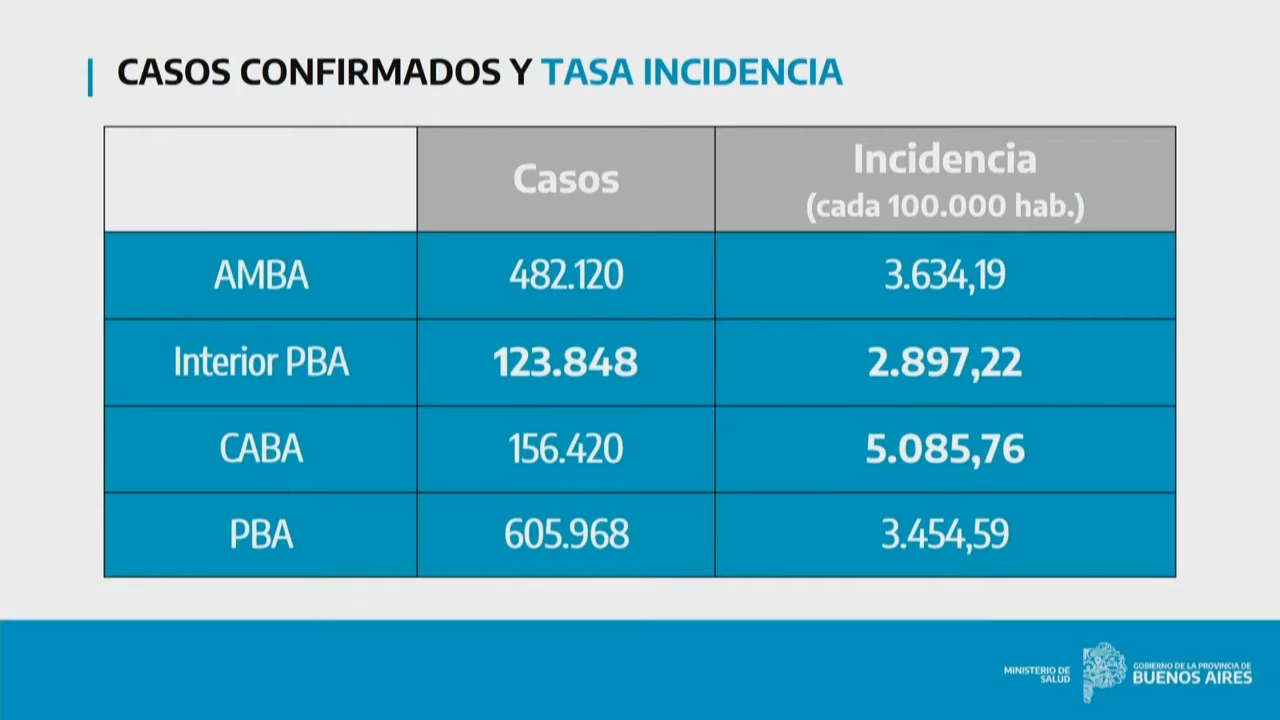 CASOS CONFIRMADOS Y TASA INCIDENCIA
Casos
Incidencia
(cada 100.000 hab.)
AMBA 482.120 3.634,19
Interior PBA 123.848 2.897,22
CABA 156.420 5.085,76
PBA 605.968 3.454,59
MINISTERIO DE
SALUD
GOBIERNO DE LA PROVINCIA DE
BUENOS AIRES